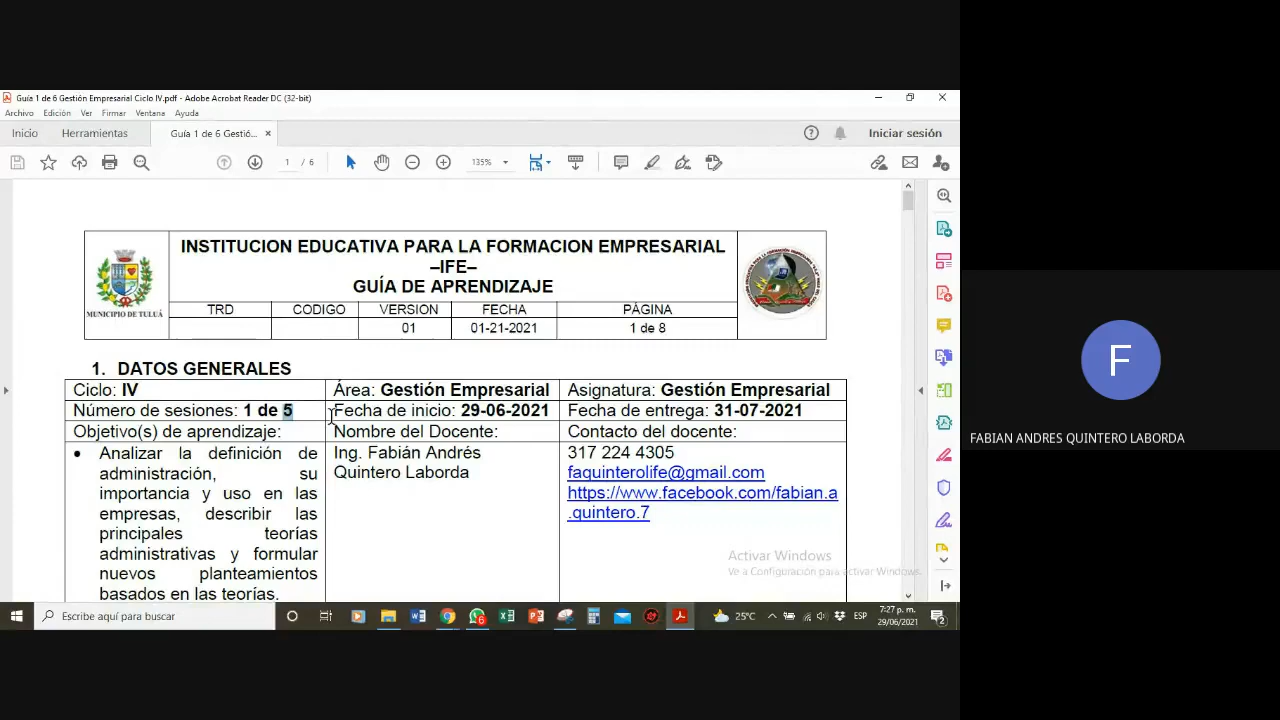 Guía 1 de 6 Gestión Empresarial Ciclo IV.pdf - Adobe Acrobat Reader DC (32-bit)
Archivo Edición Ver Firmar Ventana Ayuda
Inicio Herramientas Guía 1 de 6 Gestió... × Iniciar sesión
1 / 6 135%
INSTITUCION EDUCATIVA PARA LA FORMACION EMPRESARIAL
–IFE–
GUÍA DE APRENDIZAJE
MUNICIPIO DE TULUÁ
TRD CODIGO VERSION FECHA PÁGINA
01 01-21-2021 1 de 8
1. DATOS GENERALES
Ciclo: IV Área: Gestión Empresarial Asignatura: Gestión Empresarial
Número de sesiones: 1 de 5 Fecha de inicio: 29-06-2021 Fecha de entrega: 31-07-2021
Objetivo(s) de aprendizaje: Nombre del Docente: Contacto del docente:
• Analizar la definición de
administración, su
importancia y uso en las
empresas, describir las
principales teorías
administrativas y formular
nuevos planteamientos
basados en las teorías.
Ing. Fabián Andrés
Quintero Laborda
317 224 4305
faquinterolife@gmail.com
https://www.facebook.com/fabian.a
.quintero.7
Activar Windows
Ve a Configuración para activar Windows.
Escribe aquí para buscar
6
25°C
ESP
7:27 p. m.
29/06/2021
2
F
FABIAN ANDRES QUINTERO LABORDA